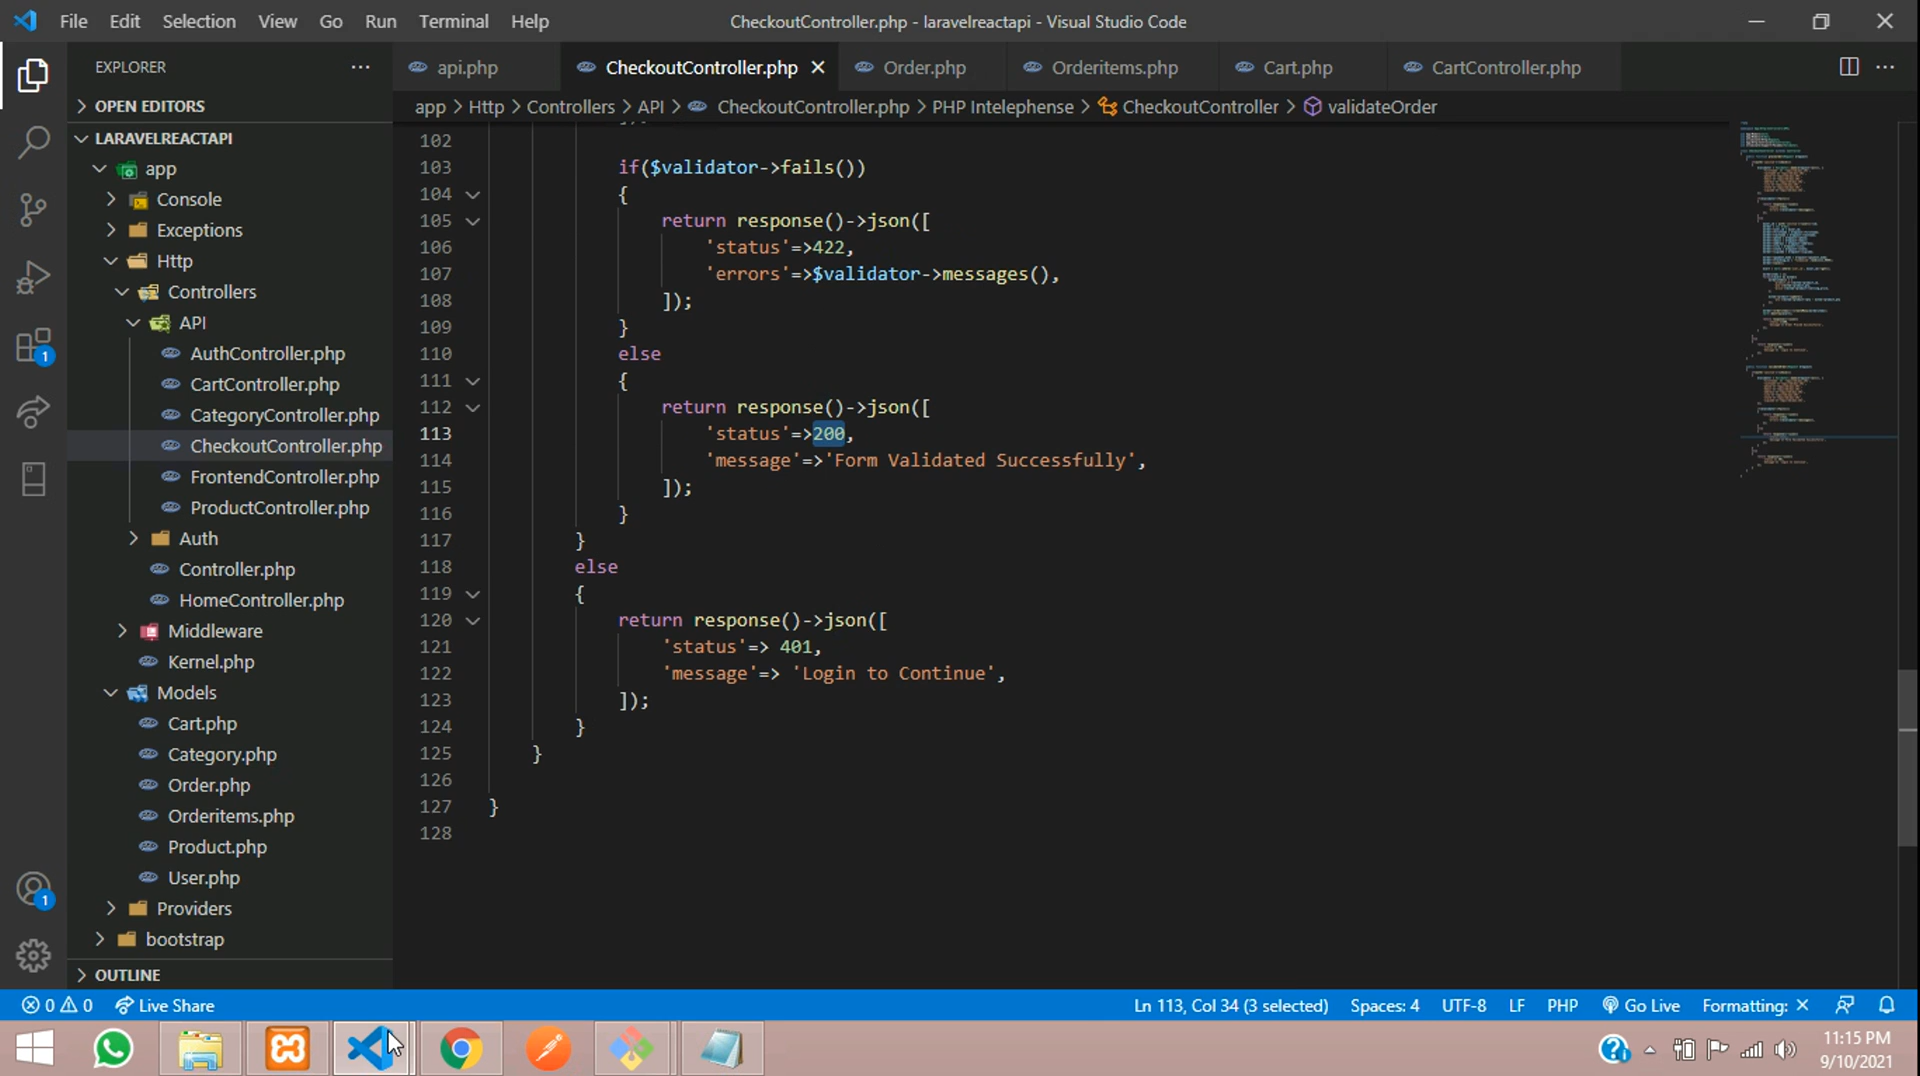 File Edit Selection View Go Run Terminal Help
CheckoutController.php - laravelreactapi - Visual Studio Code
EXPLORER
api.php CheckoutController.php Order.php Orderitems.php Cart.php CartController.php
OPEN EDITORS
app > Http > Controllers > API > CheckoutController.php > PHP Intelephense > CheckoutController > validateOrder
LARAVELREACTAPI
app
Console
Exceptions
Http
Controllers
API
AuthController.php
CartController.php
CategoryController.php
CheckoutController.php
FrontendController.php
ProductController.php
Auth
Controller.php
HomeController.php
Middleware
Kernel.php
Models
Cart.php
Category.php
Order.php
Orderitems.php
Product.php
User.php
Providers
bootstrap
OUTLINE
102
103 if($validator->fails())
104 {
105 return response()->json([
106 'status'=>422,
107 'errors'=>$validator->messages(),
108 ]);
109 }
110 else
111 {
112 return response()->json([
113 'status'=>200,
114 'message'=>'Form Validated Successfully',
115 ]);
116 }
117 }
118 else
119 {
120 return response()->json([
121 'status'=> 401,
122 'message'=> 'Login to Continue',
123 ]);
124 }
125 }
126
127 }
128
1
1
0 0 Live Share
Ln 113, Col 34 (3 selected) Spaces: 4 UTF-8 LF PHP Go Live Formatting: ×
11:15 PM
9/10/2021